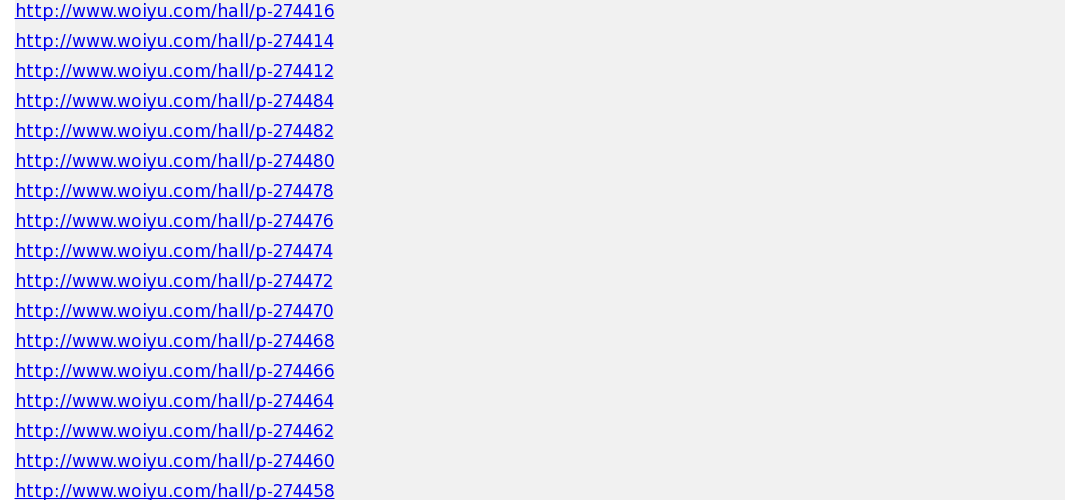 http://www.woiyu.com/hall/p-274416
http://www.woiyu.com/hall/p-274414
http://www.woiyu.com/hall/p-274412
http://www.woiyu.com/hall/p-274484
http://www.woiyu.com/hall/p-274482
http://www.woiyu.com/hall/p-274480
http://www.woiyu.com/hall/p-274478
http://www.woiyu.com/hall/p-274476
http://www.woiyu.com/hall/p-274474
http://www.woiyu.com/hall/p-274472
http://www.woiyu.com/hall/p-274470
http://www.woiyu.com/hall/p-274468
http://www.woiyu.com/hall/p-274466
http://www.woiyu.com/hall/p-274464
http://www.woiyu.com/hall/p-274462
http://www.woiyu.com/hall/p-274460
http://www.woiyu.com/hall/p-274458